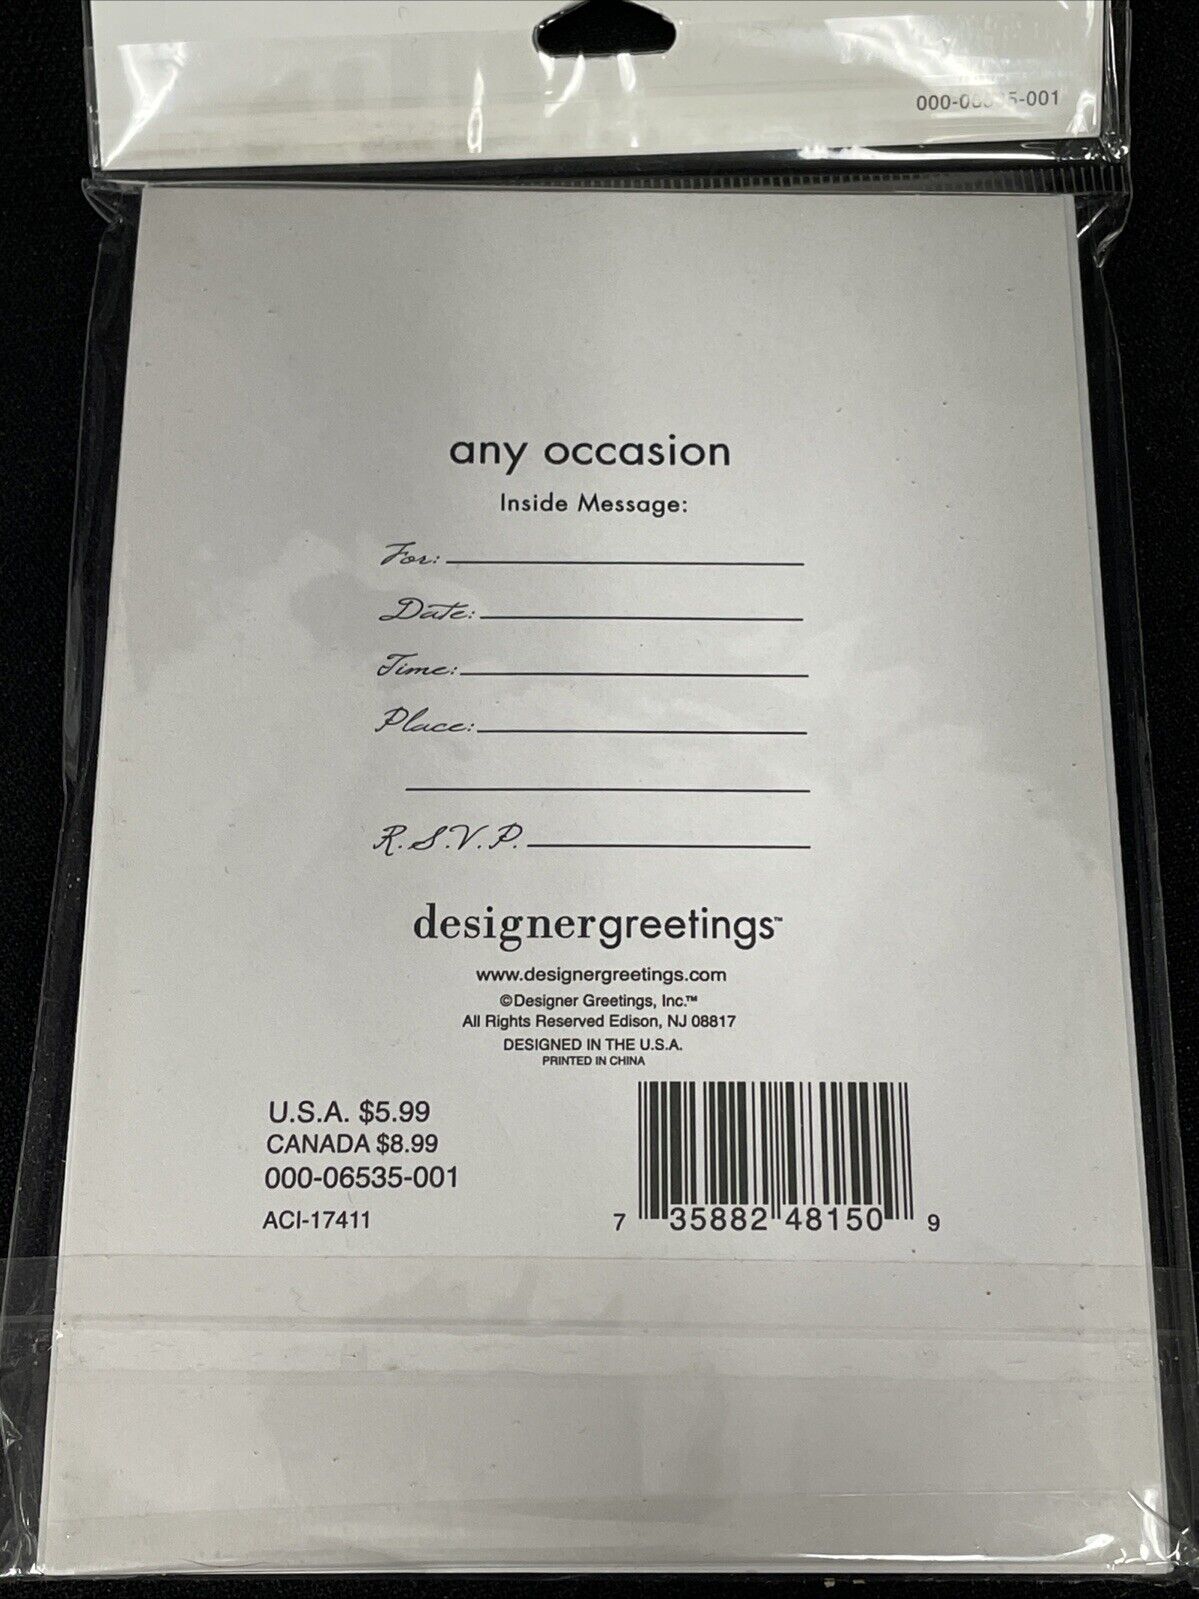 000-06535-001
any occasion
Inside Message:
For:
Date:
Time:
Place:
R.S.V.P.
designergreetings™
www.designergreetings.com
©Designer Greetings, Inc.™
All Rights Reserved Edison, NJ 08817
DESIGNED IN THE U.S.A.
PRINTED IN CHINA
U.S.A. $5.99
CANADA $8.99
000-06535-001
ACI-17411
7 35882 48150 9